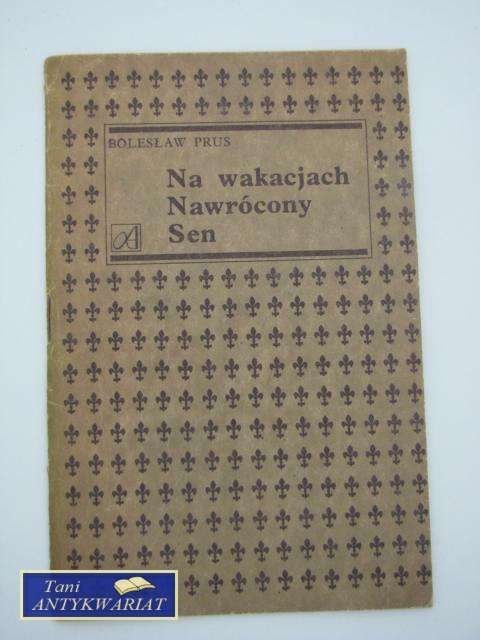 BOLESŁAW PRUS
Na wakacjach
Nawrócony
Sen
Tani
ANTYKWARIAT